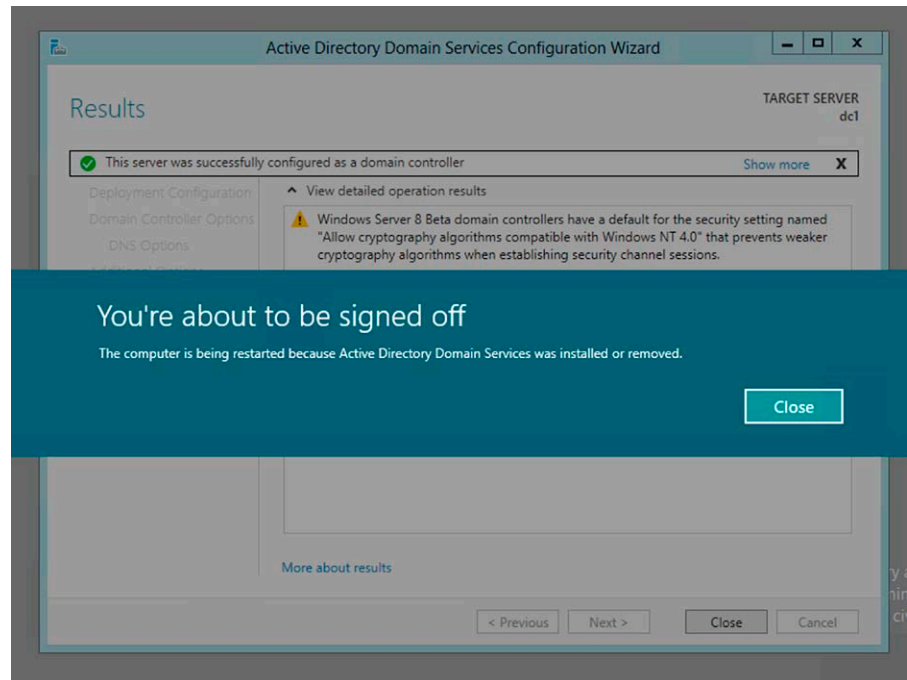 Active Directory Domain Services Configuration Wizard
Results
TARGET SERVER
dc1
This server was successfully configured as a domain controller
Show more X
Deployment Configuration
View detailed operation results
Domain Controller Options
Windows Server 8 Beta domain controllers have a default for the security setting named
"Allow cryptography algorithms compatible with Windows NT 4.0" that prevents weaker
DNS Options
cryptography algorithms when establishing security channel sessions.
You're about to be signed off
The computer is being restarted because Active Directory Domain Services was installed or removed.
Close
More about results
< Previous
Next >
Close
Cancel